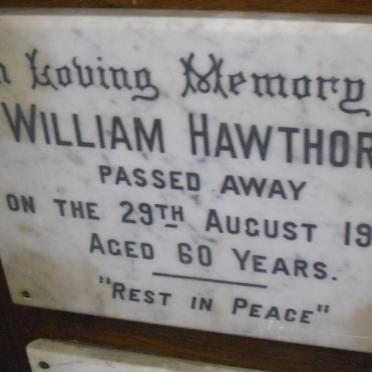 n Loving Memory
WILLIAM HAWTHOR
PASSED AWAY
ON THE 29TH AUGUST 19
AGED 60 YEARS.
"REST IN PEACE"